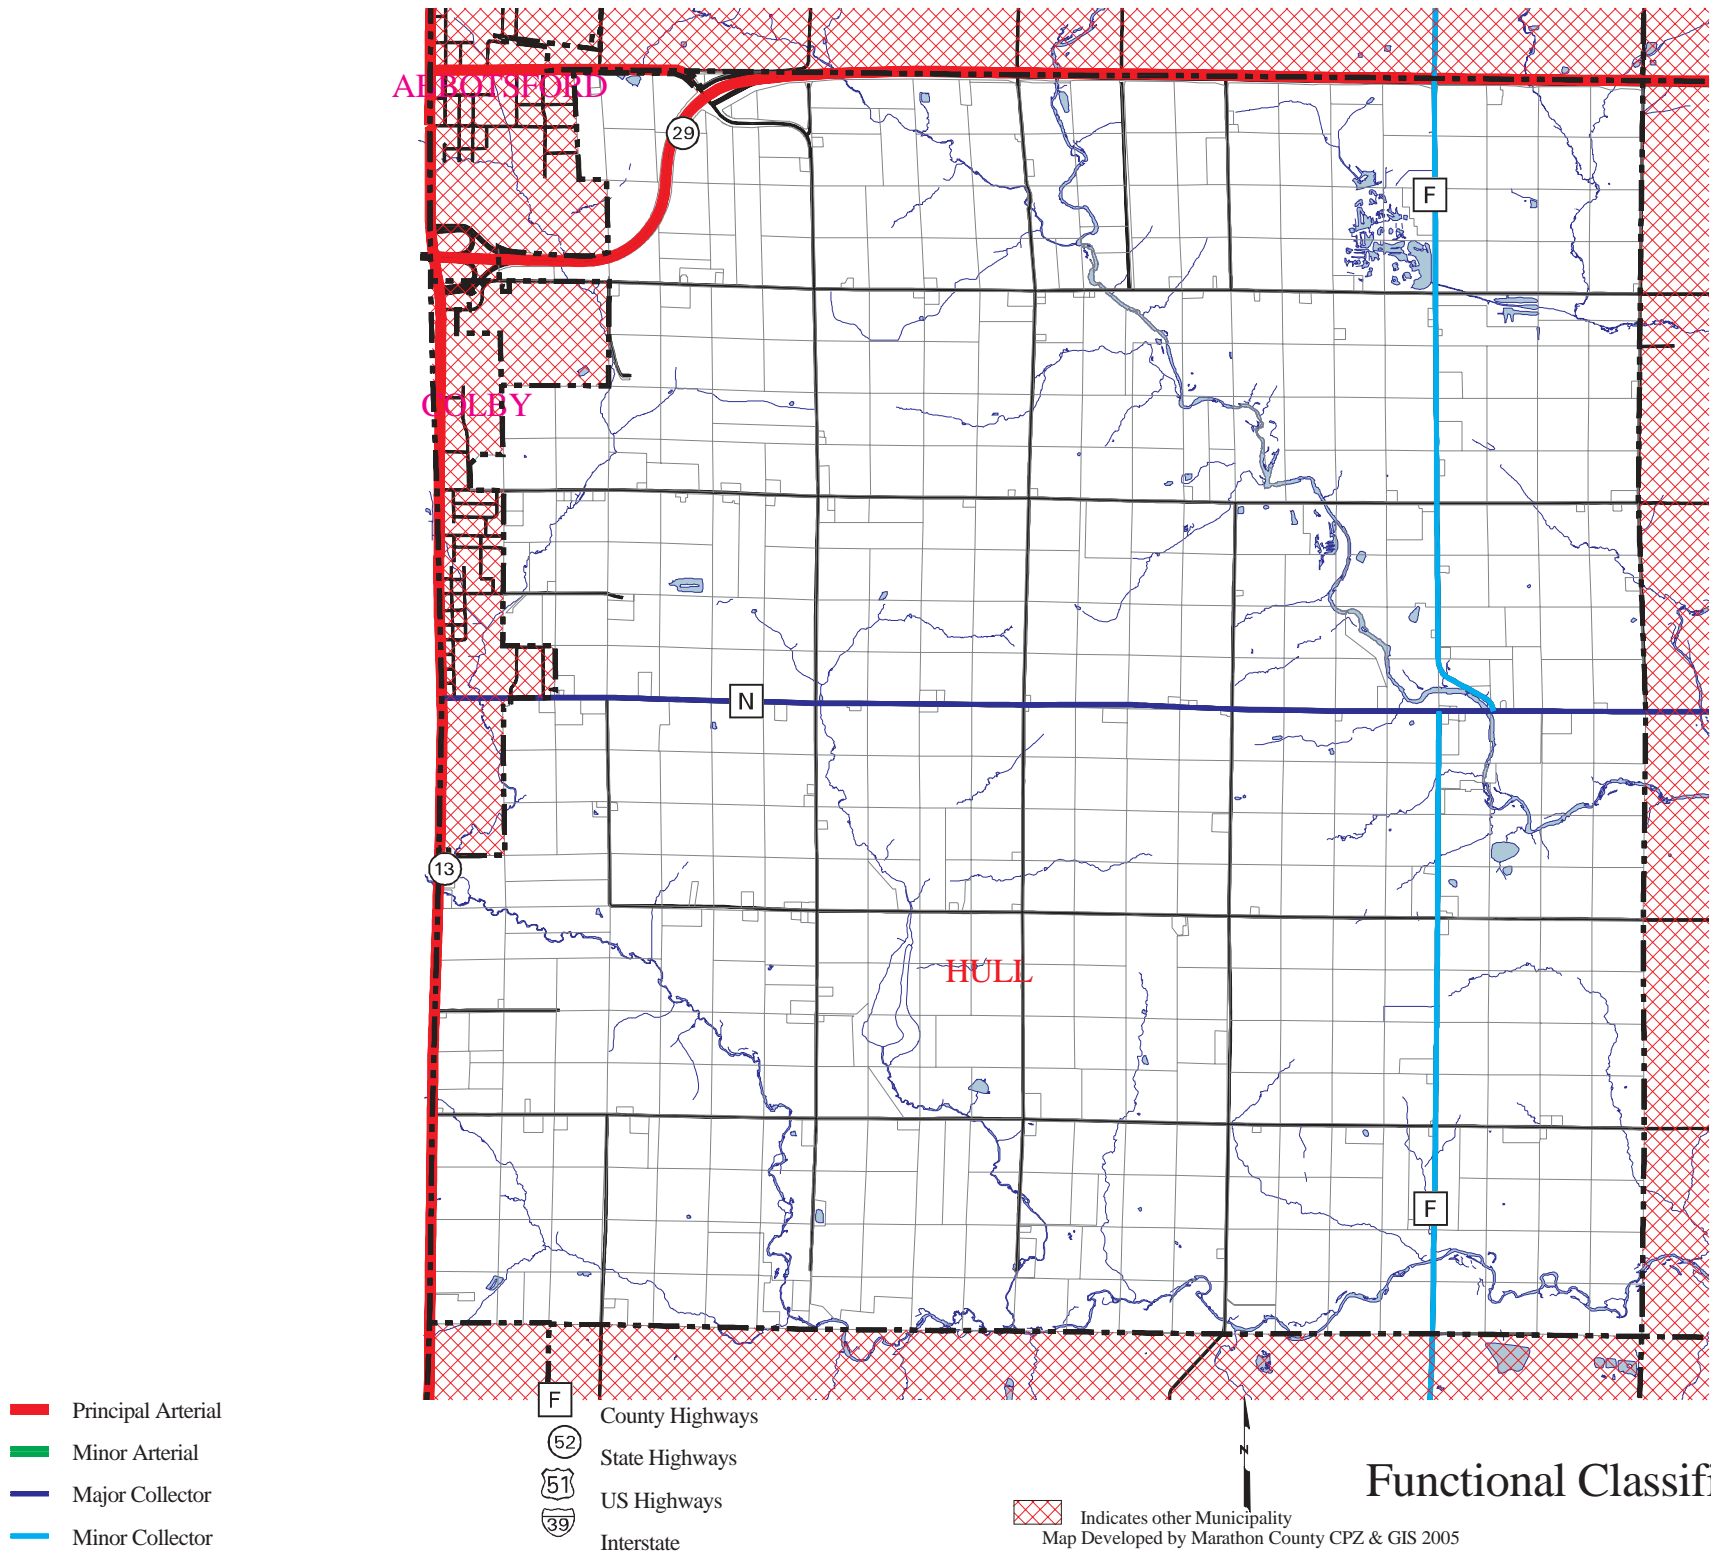 ABBOTSFORD
29
F
COLBY
N
13
HULL
F
Principal Arterial
Minor Arterial
Major Collector
Minor Collector
F County Highways
52 State Highways
51 US Highways
39 Interstate
N
Functional Classifi
Indicates other Municipality
Map Developed by Marathon County CPZ & GIS 2005